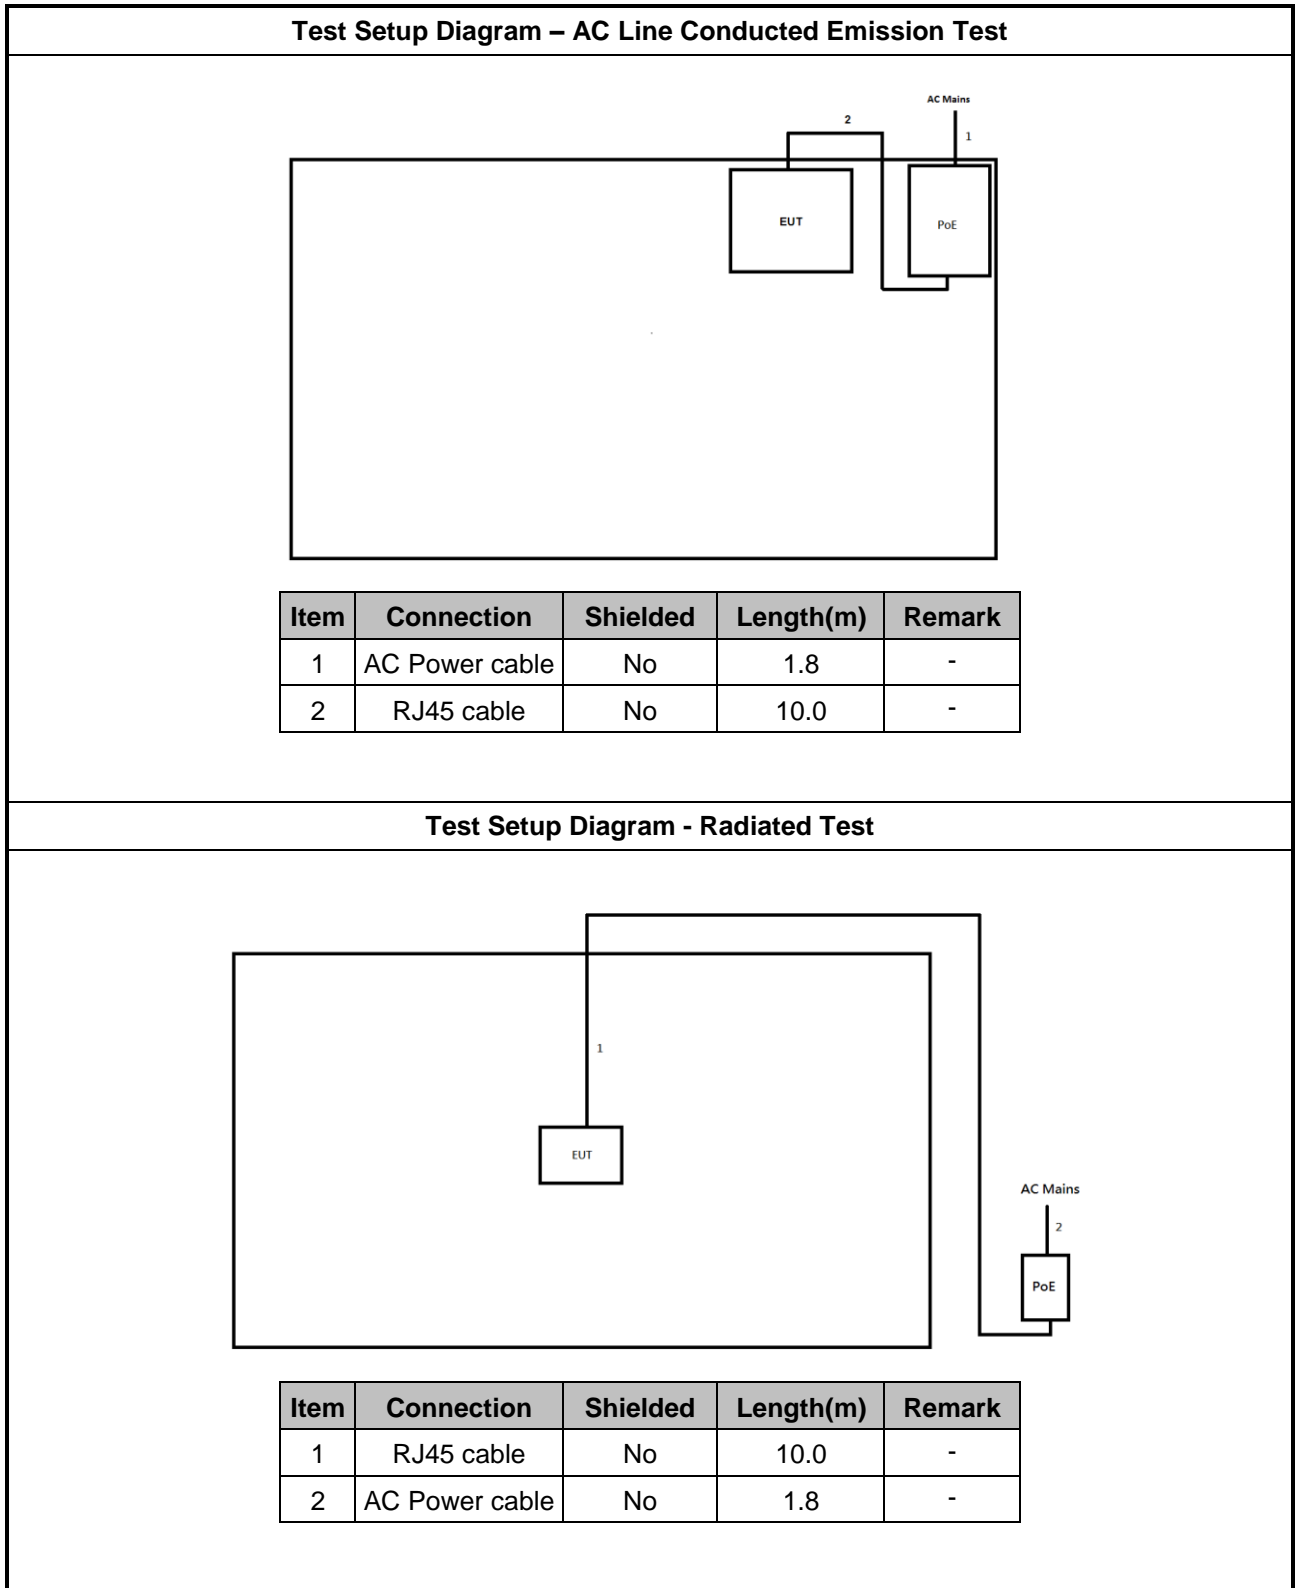 Test Setup Diagram – AC Line Conducted Emission Test
AC Mains
2
1
EUT
PoE
Item Connection Shielded Length(m) Remark
1 AC Power cable No 1.8 -
2 RJ45 cable No 10.0 -
Test Setup Diagram - Radiated Test
1
EUT
AC Mains
2
PoE
Item Connection Shielded Length(m) Remark
1 RJ45 cable No 10.0 -
2 AC Power cable No 1.8 -